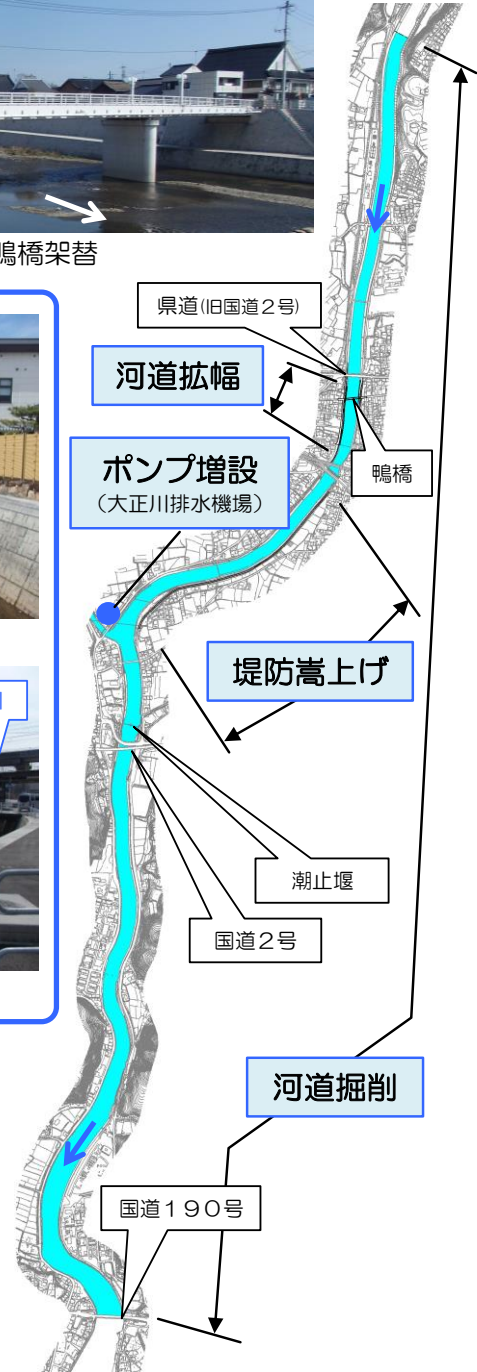 鴨橋架替
県道(旧国道2号)
河道拡幅
鴨橋
ポンプ増設
(大正川排水機場)
堤防嵩上げ
潮止堰
国道2号
河道掘削
国道190号